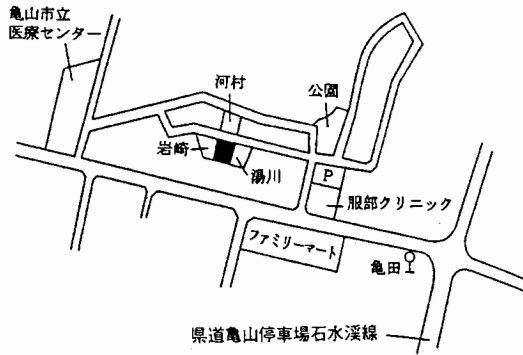 亀山市立
医療センター
河村
公園
岩崎
湯川
P
服部クリニック
ファミリーマート
亀田
県道亀山停車場石水渓線